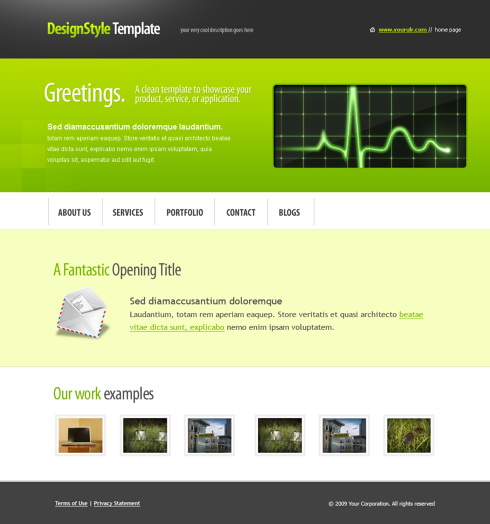 DesignStyle Template
your very cool description goes here
www.yoururlr.com // home page
Greetings.
A clean template to showcase your
product, service, or application.
Sed diamaccusantium doloremque laudantium.
totam rem aperiam eaquep. Store veritatis et quasi architecto beatae
vitae dicta sunt, explicabo nemo enim ipsam voluptatem, quia
voluptas sit, aspernatur aut odit aut fugit.
ABOUT US
SERVICES
PORTFOLIO
CONTACT
BLOGS
A Fantastic Opening Title
Sed diamaccusantium doloremque
Laudantium, totam rem aperiam eaquep. Store veritatis et quasi architecto beatae
vitae dicta sunt, explicabo nemo enim ipsam voluptatem.
Our work examples
Terms of Use | Privacy Statement
© 2009 Your Corporation. All rights reserved